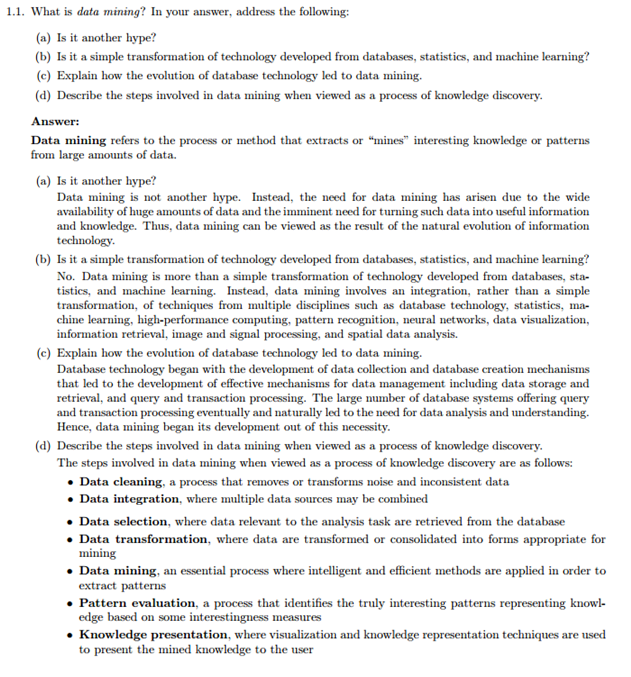 1.1. What is data mining? In your answer, address the following:
(a) Is it another hype?
(b) Is it a simple transformation of technology developed from databases, statistics, and machine learning?
(c) Explain how the evolution of database technology led to data mining.
(d) Describe the steps involved in data mining when viewed as a process of knowledge discovery.
Answer:
Data mining refers to the process or method that extracts or “mines” interesting knowledge or patterns
from large amounts of data.
(a) Is it another hype?
Data mining is not another hype. Instead, the need for data mining has arisen due to the wide
availability of huge amounts of data and the imminent need for turning such data into useful information
and knowledge. Thus, data mining can be viewed as the result of the natural evolution of information
technology.
(b) Is it a simple transformation of technology developed from databases, statistics, and machine learning?
No. Data mining is more than a simple transformation of technology developed from databases, sta-
tistics, and machine learning. Instead, data mining involves an integration, rather than a simple
transformation, of techniques from multiple disciplines such as database technology, statistics, ma-
chine learning, high-performance computing, pattern recognition, neural networks, data visualization,
information retrieval, image and signal processing, and spatial data analysis.
(c) Explain how the evolution of database technology led to data mining.
Database technology began with the development of data collection and database creation mechanisms
that led to the development of effective mechanisms for data management including data storage and
retrieval, and query and transaction processing. The large number of database systems offering query
and transaction processing eventually and naturally led to the need for data analysis and understanding.
Hence, data mining began its development out of this necessity.
(d) Describe the steps involved in data mining when viewed as a process of knowledge discovery.
The steps involved in data mining when viewed as a process of knowledge discovery are as follows:
• Data cleaning, a process that removes or transforms noise and inconsistent data
• Data integration, where multiple data sources may be combined
• Data selection, where data relevant to the analysis task are retrieved from the database
• Data transformation, where data are transformed or consolidated into forms appropriate for
mining
• Data mining, an essential process where intelligent and efficient methods are applied in order to
extract patterns
• Pattern evaluation, a process that identifies the truly interesting patterns representing knowl-
edge based on some interestingness measures
• Knowledge presentation, where visualization and knowledge representation techniques are used
to present the mined knowledge to the user